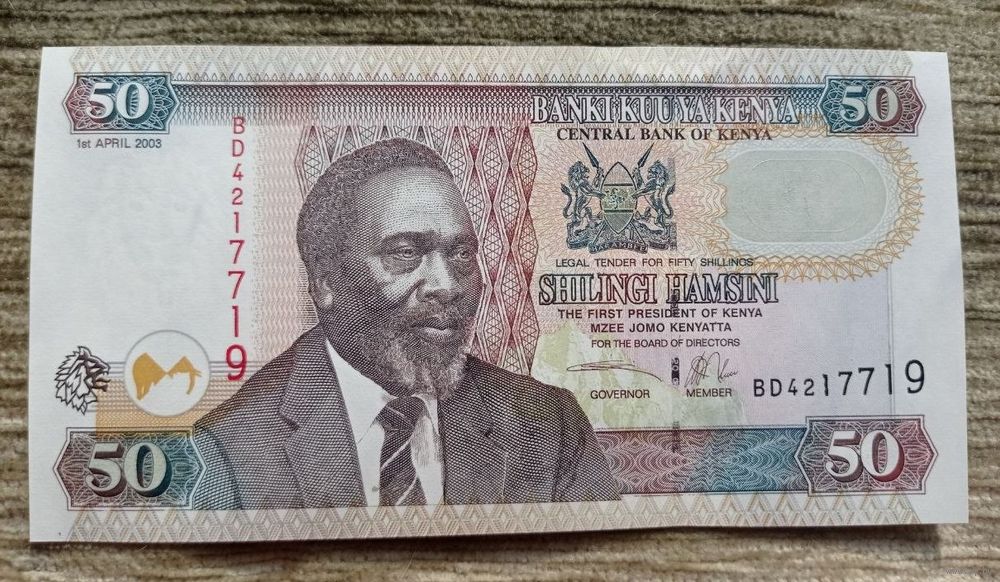 50
BANKI KUU YA KENYA
50
CENTRAL BANK OF KENYA
1st APRIL 2003
BD4217719
HARAMBEE
LEGAL TENDER FOR FIFTY SHILLINGS
SHILINGI HAMSINI
THE FIRST PRESIDENT OF KENYA
MZEE JOMO KENYATTA
FOR THE BOARD OF DIRECTORS
GOVERNOR MEMBER
BD4217719
50
50